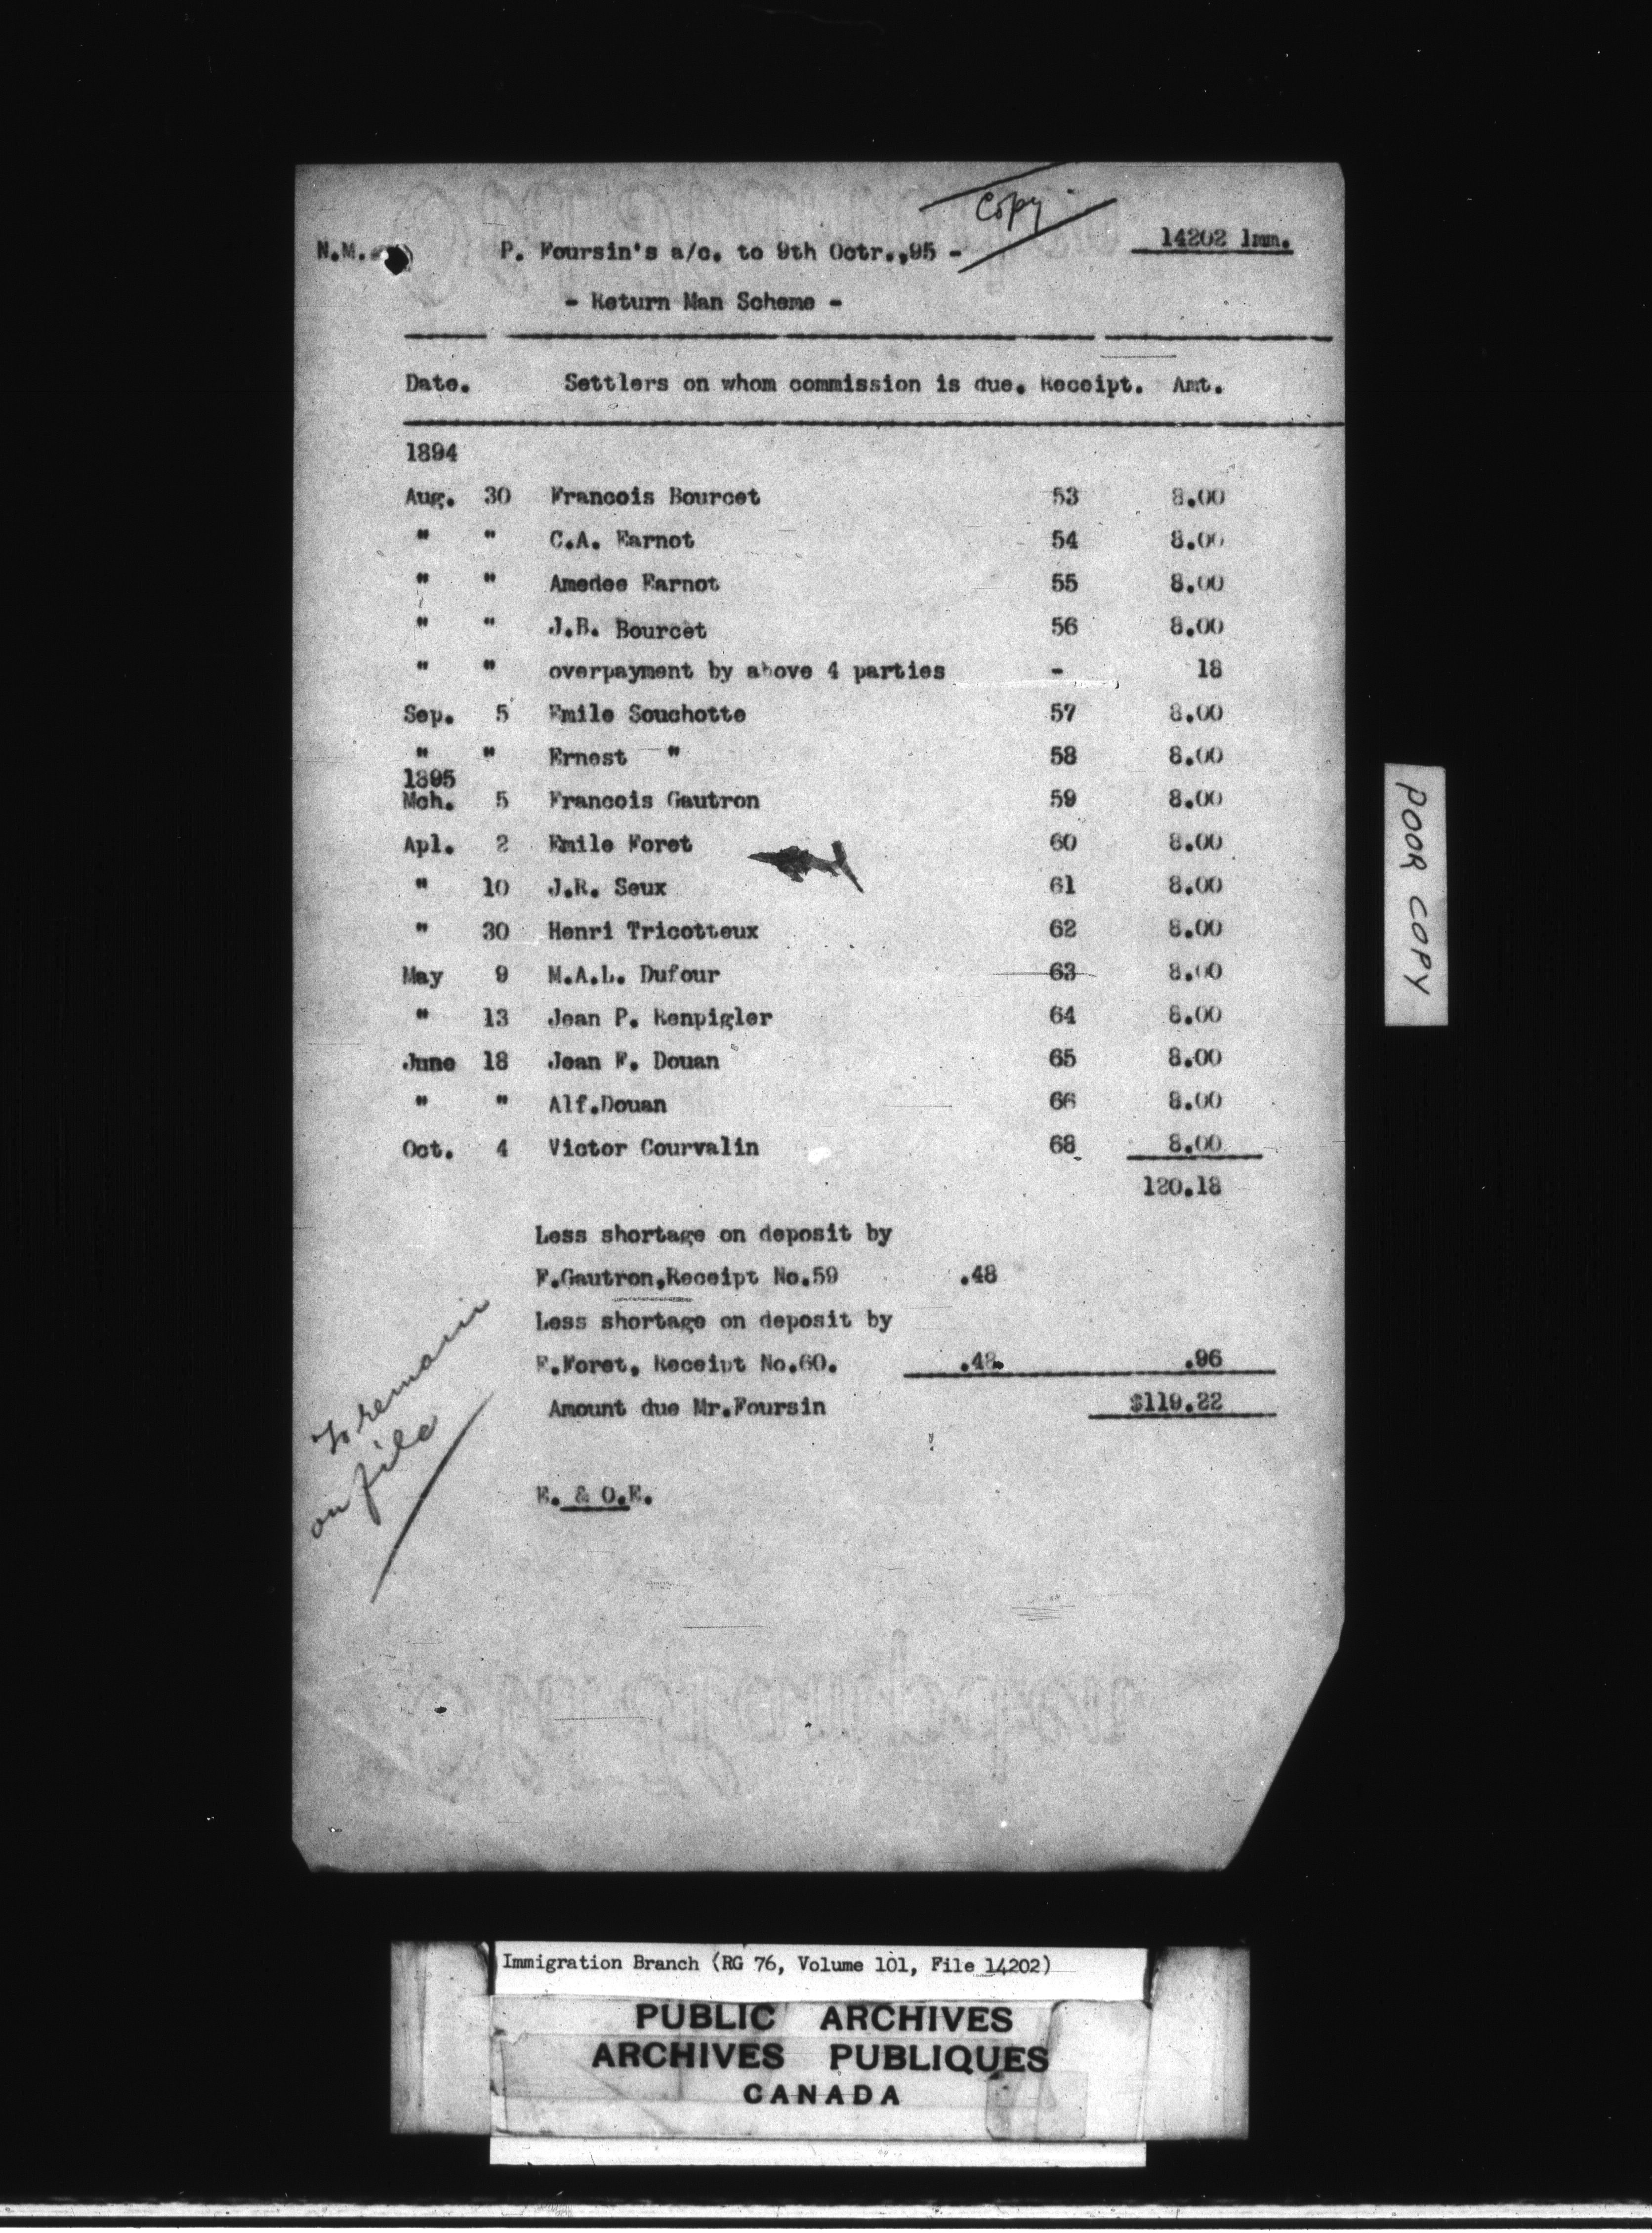 Copy
14202 Imm.
N.M. P. Foursin's a/c. to 9th Octr.,95 -
- Return Man Scheme -
Date. Settlers on whom commission is due. Receipt. Amt.
1894
Aug. 30 Francois Bourcet 53 8.00
" " C.A. Farnot 54 8.00
" " Amedee Farnot 55 8.00
" " J.B. Bourcet 56 8.00
" " overpayment by above 4 parties - 18
Sep. 5 Emile Souchotte 57 8.00
" " Ernest " 58 8.00
1895
Mch. 5 Francois Gautron 59 8.00
Apl. 2 Emile Foret 60 8.00
" 10 J.R. Seux 61 8.00
" 30 Henri Tricotteux 62 8.00
May 9 M.A.L. Dufour 63 8.00
" 13 Jean P. Renpigler 64 8.00
June 18 Jean F. Douan 65 8.00
" " Alf.Douan 66 8.00
Oct. 4 Victor Courvalin 68 8.00
120.18
Less shortage on deposit by
F.Gautron,Receipt No.59 .48
Less shortage on deposit by
E.Foret, Receipt No.60. .48 .96
Amount due Mr.Foursin $119.22
E. & O.E.
To remain
on file
POOR COPY
Immigration Branch (RG 76, Volume 101, File 14202)
PUBLIC ARCHIVES
ARCHIVES PUBLIQUES
CANADA